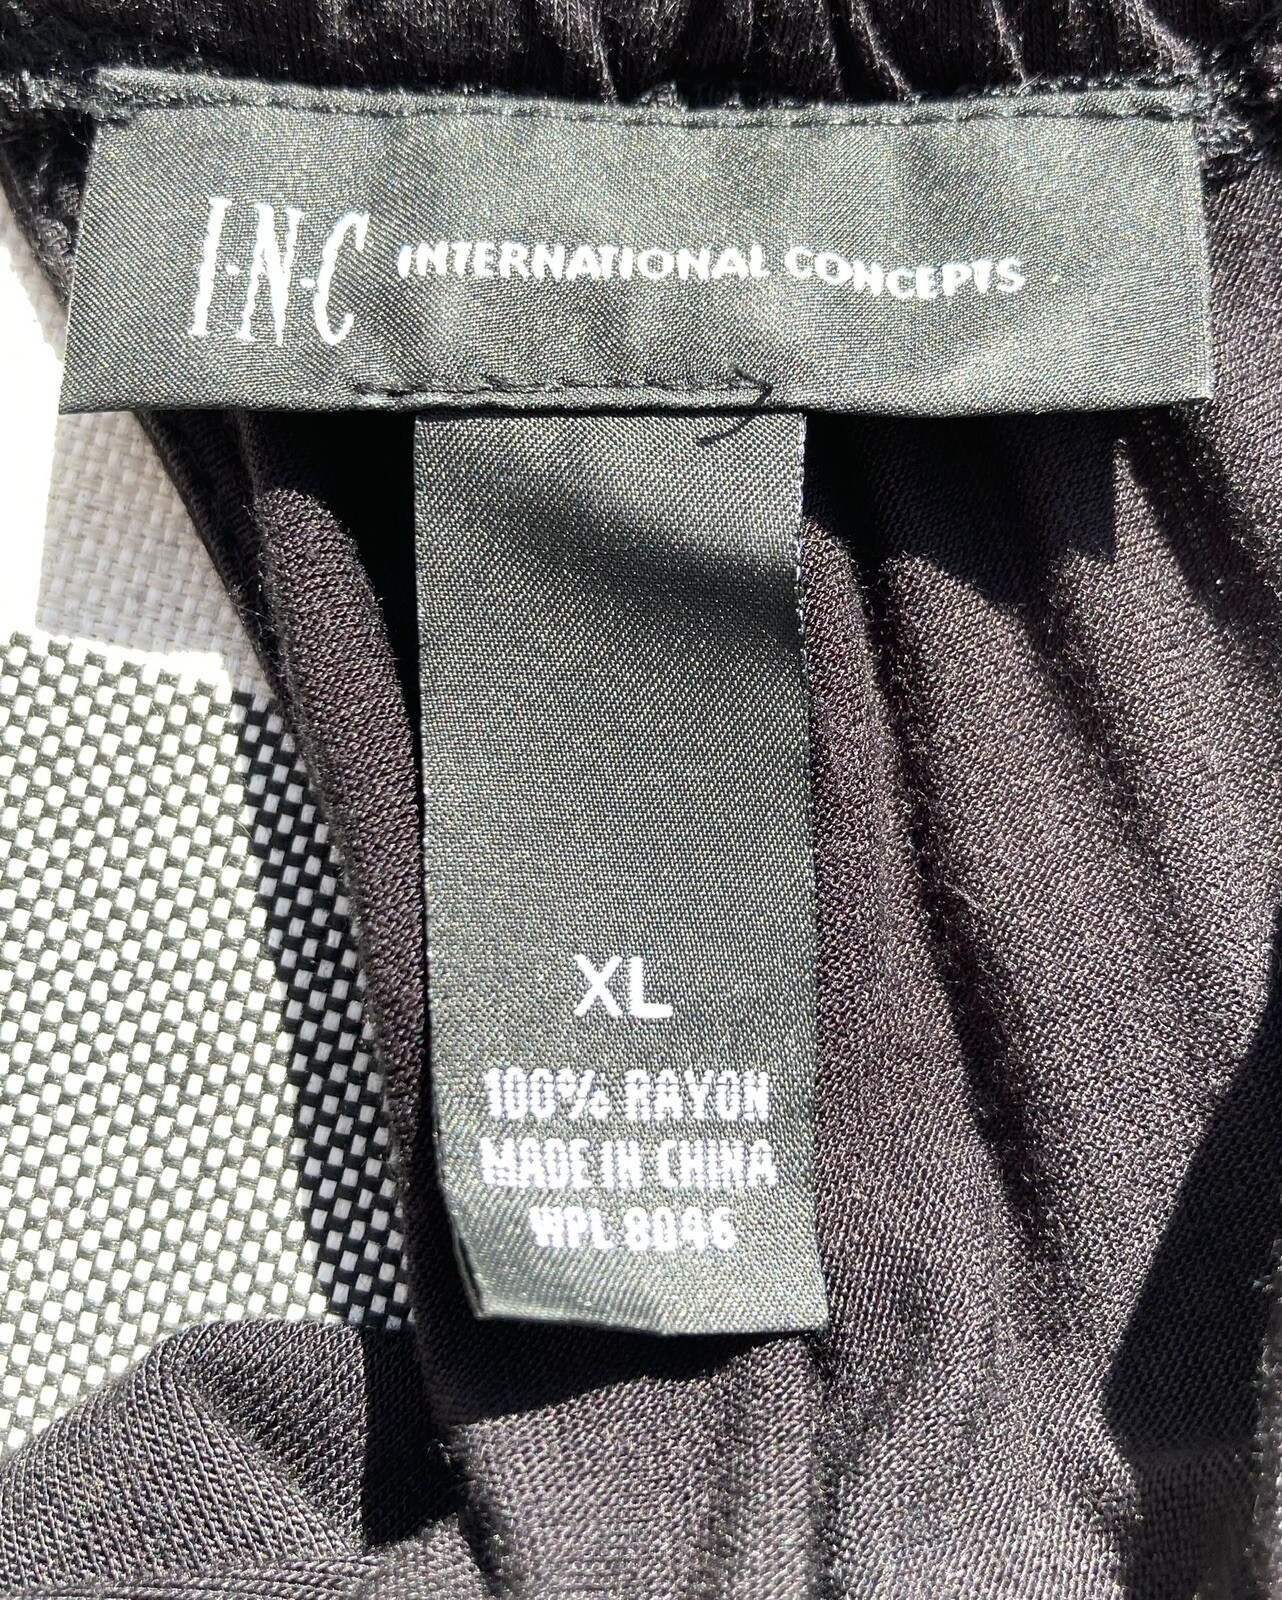 I·N·C INTERNATIONAL CONCEPTS
XL
100% RAYON
MADE IN CHINA
WPL 8046